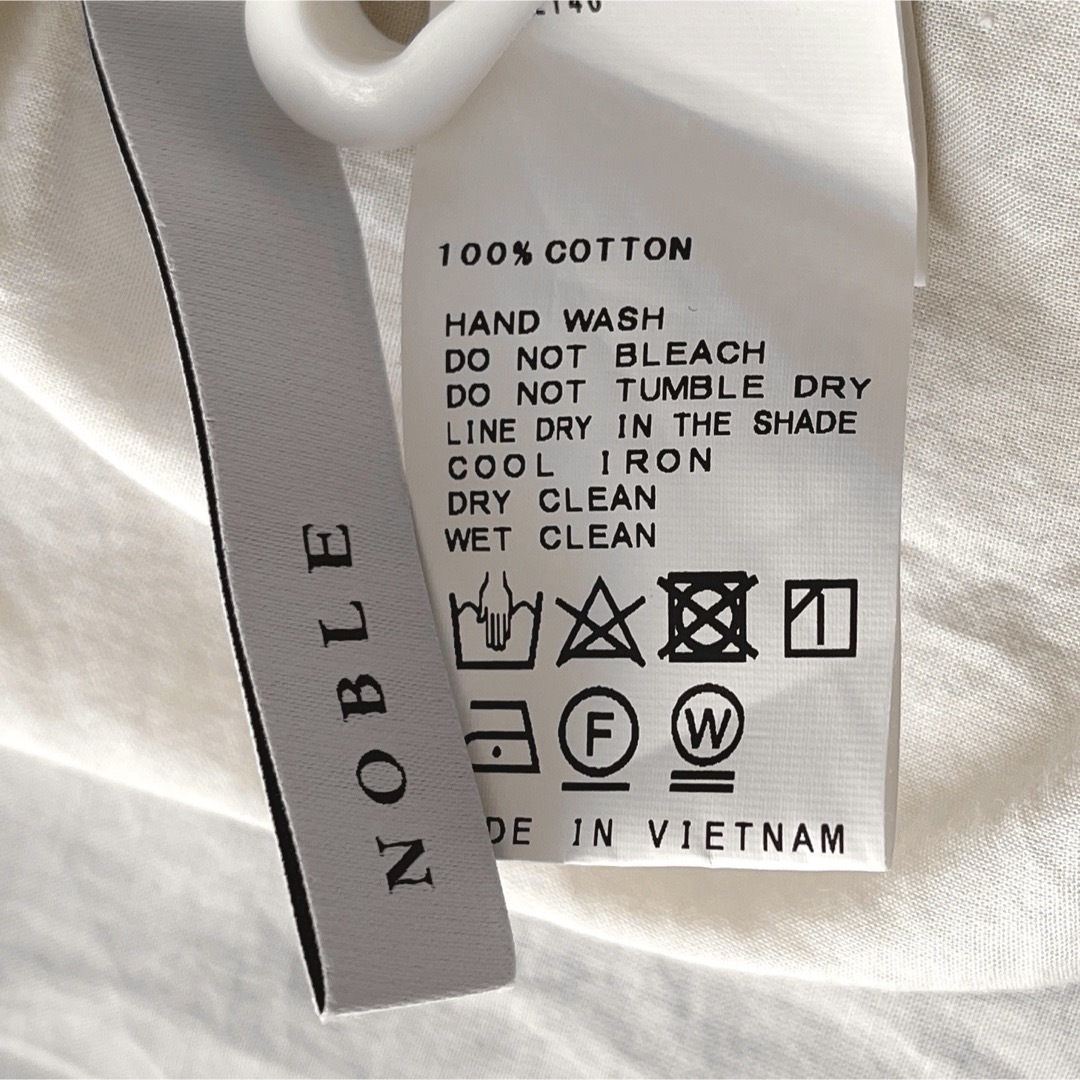 100% COTTON
HAND WASH
DO NOT BLEACH
DO NOT TUMBLE DRY
LINE DRY IN THE SHADE
COOL IRON
DRY CLEAN
WET CLEAN
F
W
IN VIETNAM
NOBLE